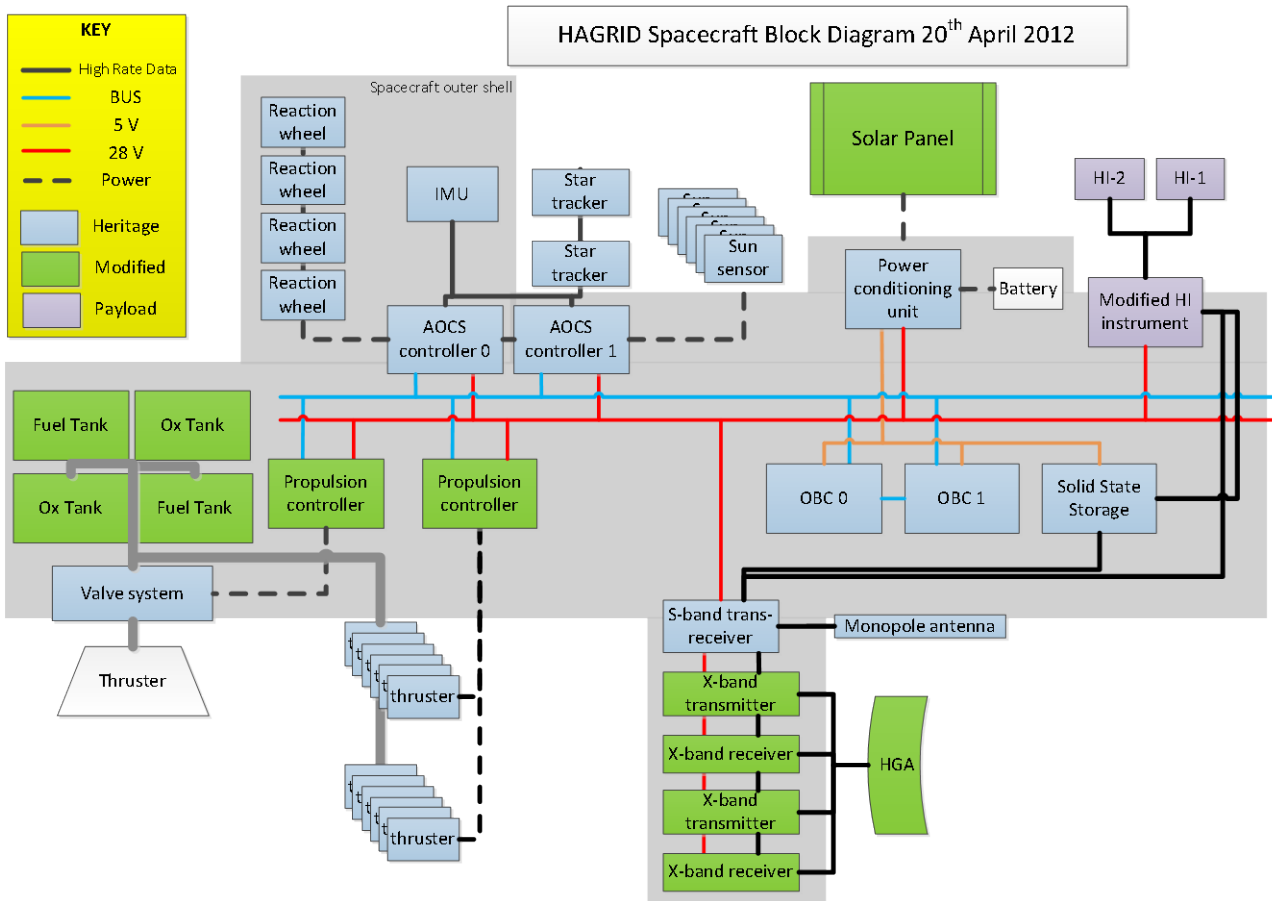 HAGRID Spacecraft Block Diagram 20th April 2012
KEY
High Rate Data
BUS
5 V
28 V
Power
Heritage
Modified
Payload
Spacecraft outer shell
Reaction
wheel
Reaction
wheel
Reaction
wheel
Reaction
wheel
IMU
Star
tracker
Star
tracker
Sun
Sun
sensor
Solar Panel
HI-2
HI-1
Power
conditioning
unit
Battery
Modified HI
instrument
AOCS
controller 0
AOCS
controller 1
Fuel Tank
Ox Tank
Ox Tank
Fuel Tank
Propulsion
controller
Propulsion
controller
OBC 0
OBC 1
Solid State
Storage
Valve system
Thruster
thruster
thruster
S-band trans-
receiver
Monopole antenna
X-band
transmitter
X-band receiver
X-band
transmitter
X-band receiver
HGA